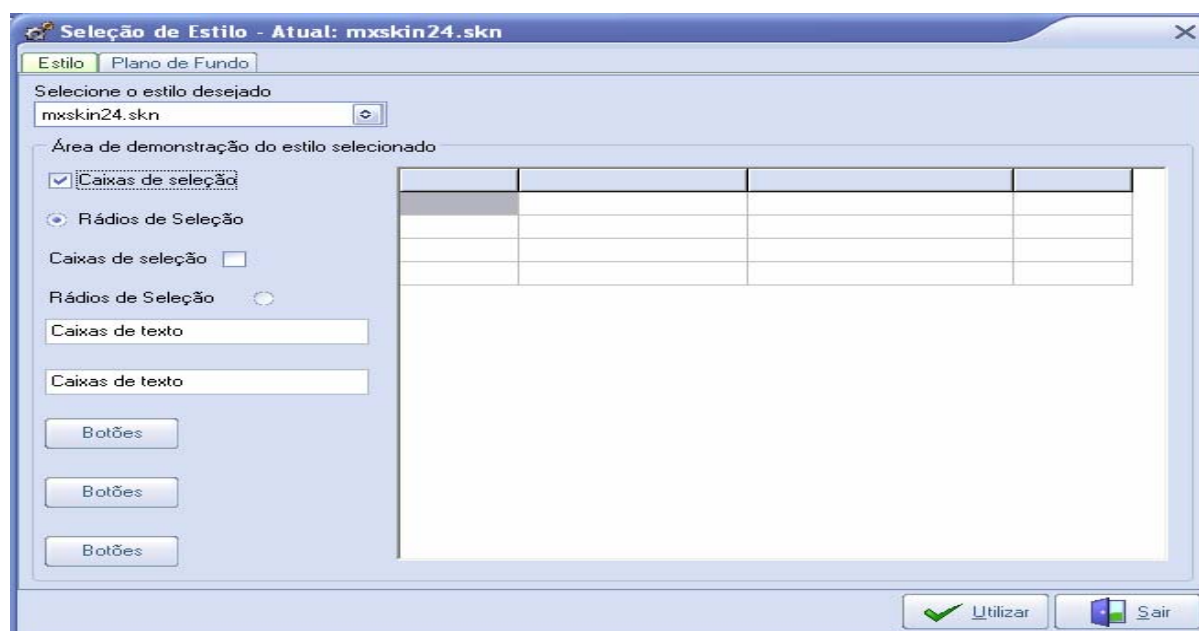 Seleção de Estilo - Atual: mxskin24.skn
Estilo Plano de Fundo
Selecione o estilo desejado
mxskin24.skn
Área de demonstração do estilo selecionado
Caixas de seleção
Rádios de Seleção
Caixas de seleção
Rádios de Seleção
Caixas de texto
Caixas de texto
Botões
Botões
Botões
Utilizar Sair